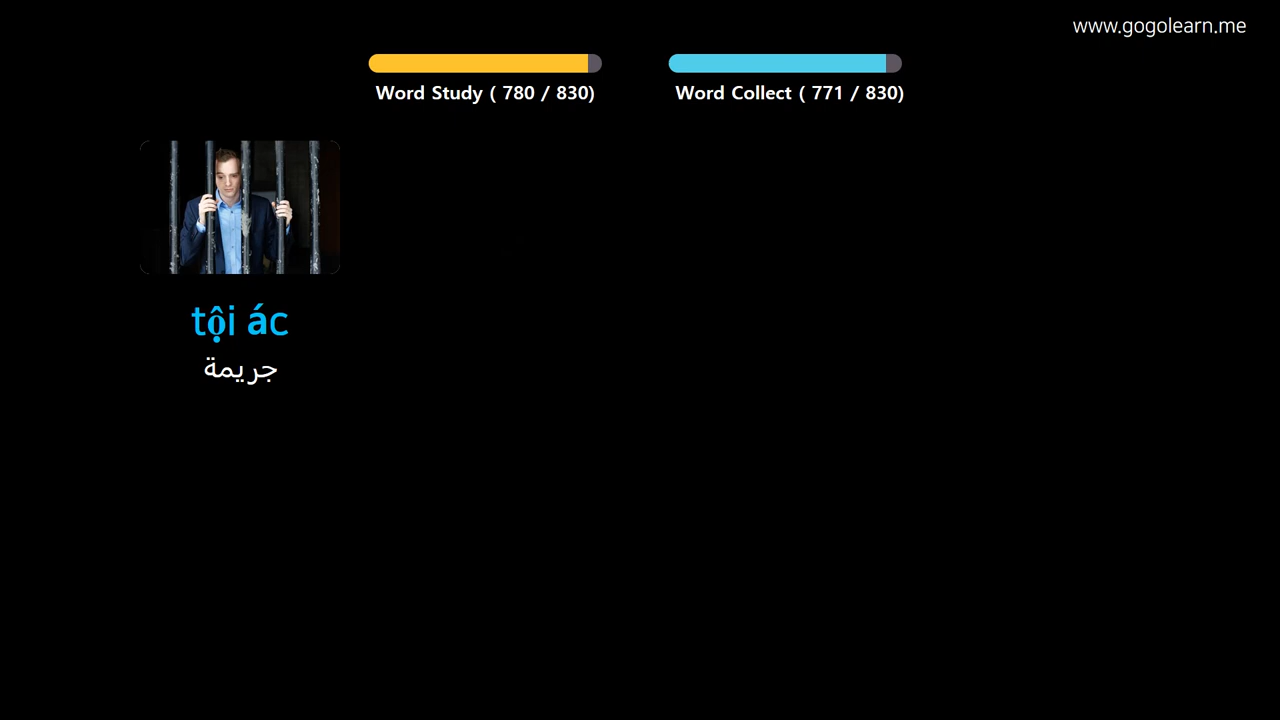 www.gogolearn.me
Word Study ( 780 / 830)
Word Collect ( 771 / 830)
tội ác
جريمة